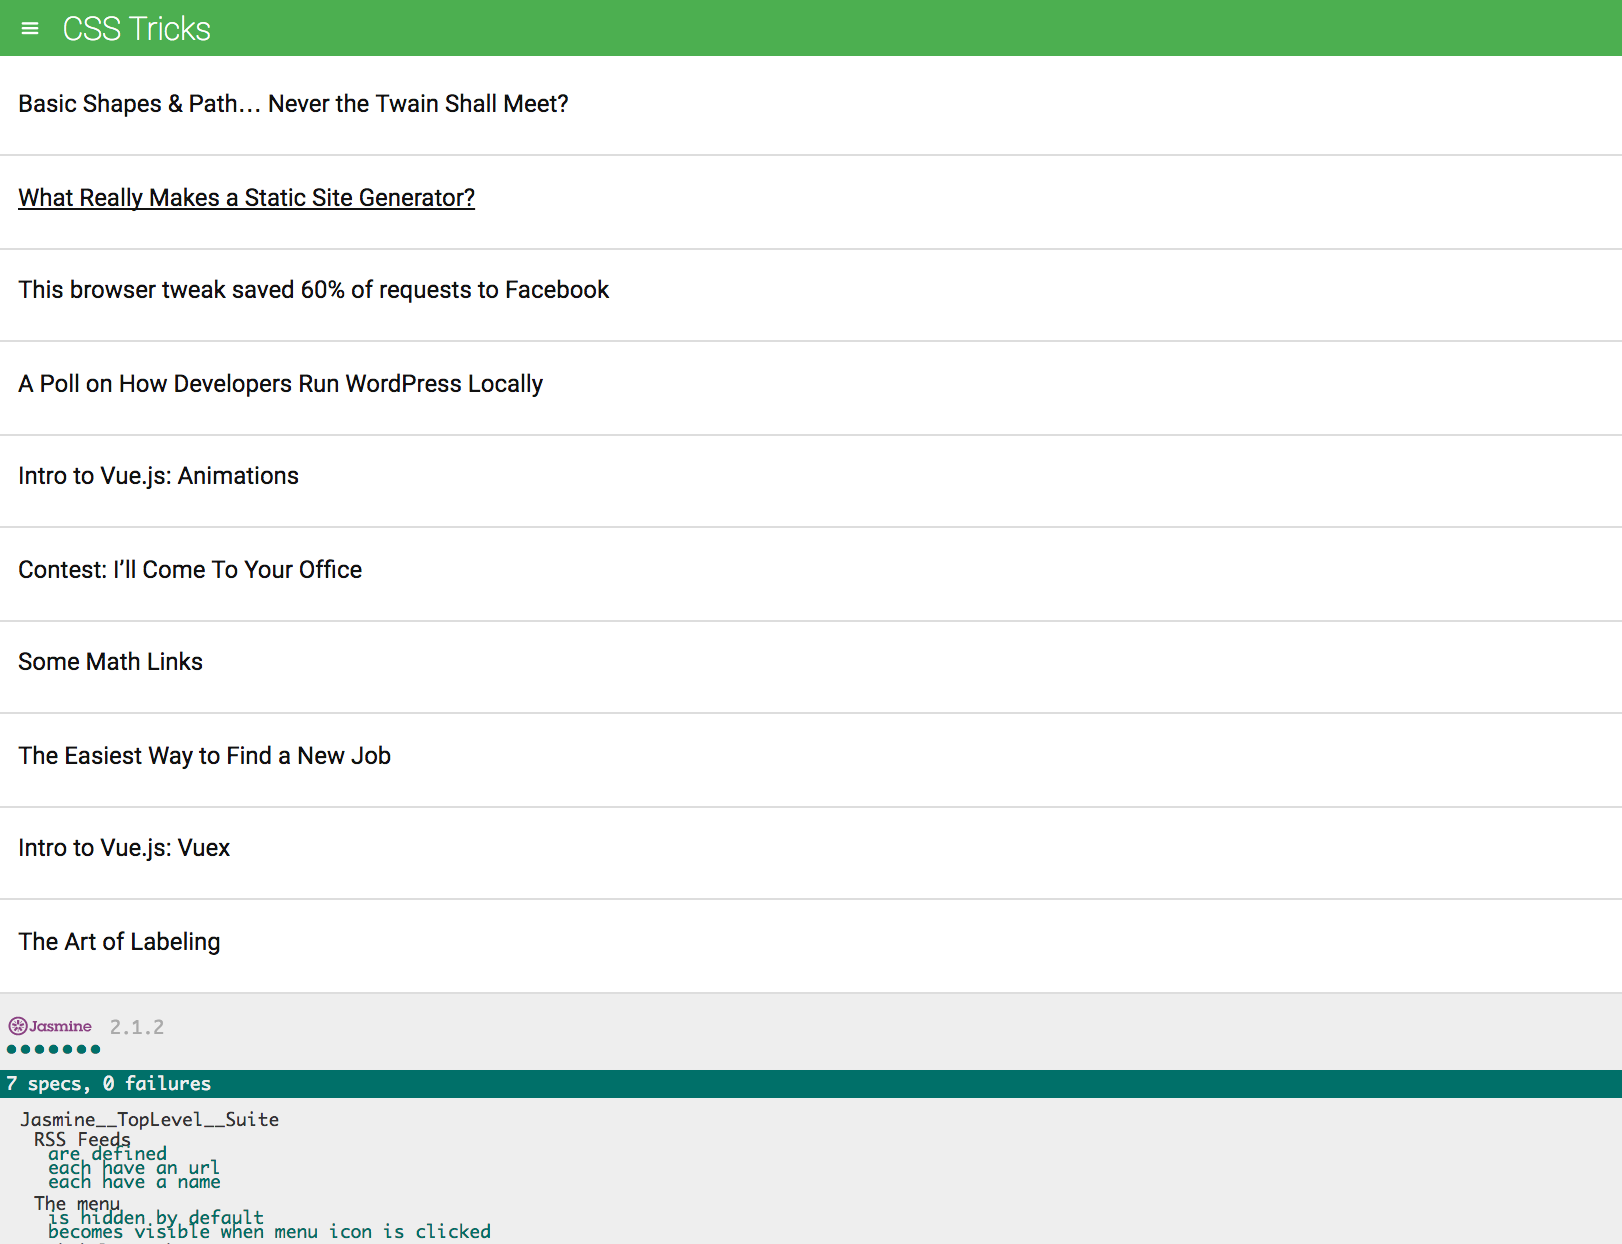 CSS Tricks
Basic Shapes & Path… Never the Twain Shall Meet?
What Really Makes a Static Site Generator?
This browser tweak saved 60% of requests to Facebook
A Poll on How Developers Run WordPress Locally
Intro to Vue.js: Animations
Contest: I’ll Come To Your Office
Some Math Links
The Easiest Way to Find a New Job
Intro to Vue.js: Vuex
The Art of Labeling
Jasmine 2.1.2
7 specs, 0 failures
Jasmine__TopLevel__Suite
RSS Feeds
are defined
each have an url
each have a name
The menu
is hidden by default
becomes visible when menu icon is clicked